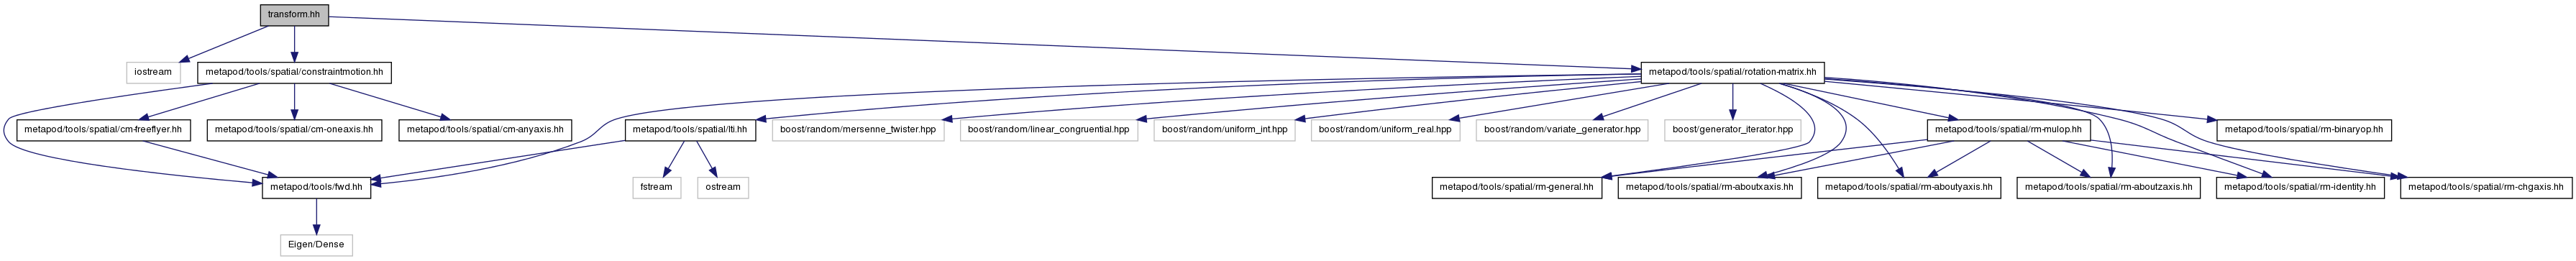 transform.hh
iostream
metapod/tools/spatial/constraintmotion.hh
metapod/tools/spatial/rotation-matrix.hh
metapod/tools/spatial/cm-freeflyer.hh
metapod/tools/spatial/cm-oneaxis.hh
metapod/tools/spatial/cm-anyaxis.hh
metapod/tools/spatial/lti.hh
boost/random/mersenne_twister.hpp
boost/random/linear_congruential.hpp
boost/random/uniform_int.hpp
boost/random/uniform_real.hpp
boost/random/variate_generator.hpp
boost/generator_iterator.hpp
metapod/tools/spatial/rm-mulop.hh
metapod/tools/spatial/rm-binaryop.hh
metapod/tools/fwd.hh
fstream
ostream
metapod/tools/spatial/rm-general.hh
metapod/tools/spatial/rm-aboutxaxis.hh
metapod/tools/spatial/rm-aboutyaxis.hh
metapod/tools/spatial/rm-aboutzaxis.hh
metapod/tools/spatial/rm-identity.hh
metapod/tools/spatial/rm-chgaxis.hh
Eigen/Dense